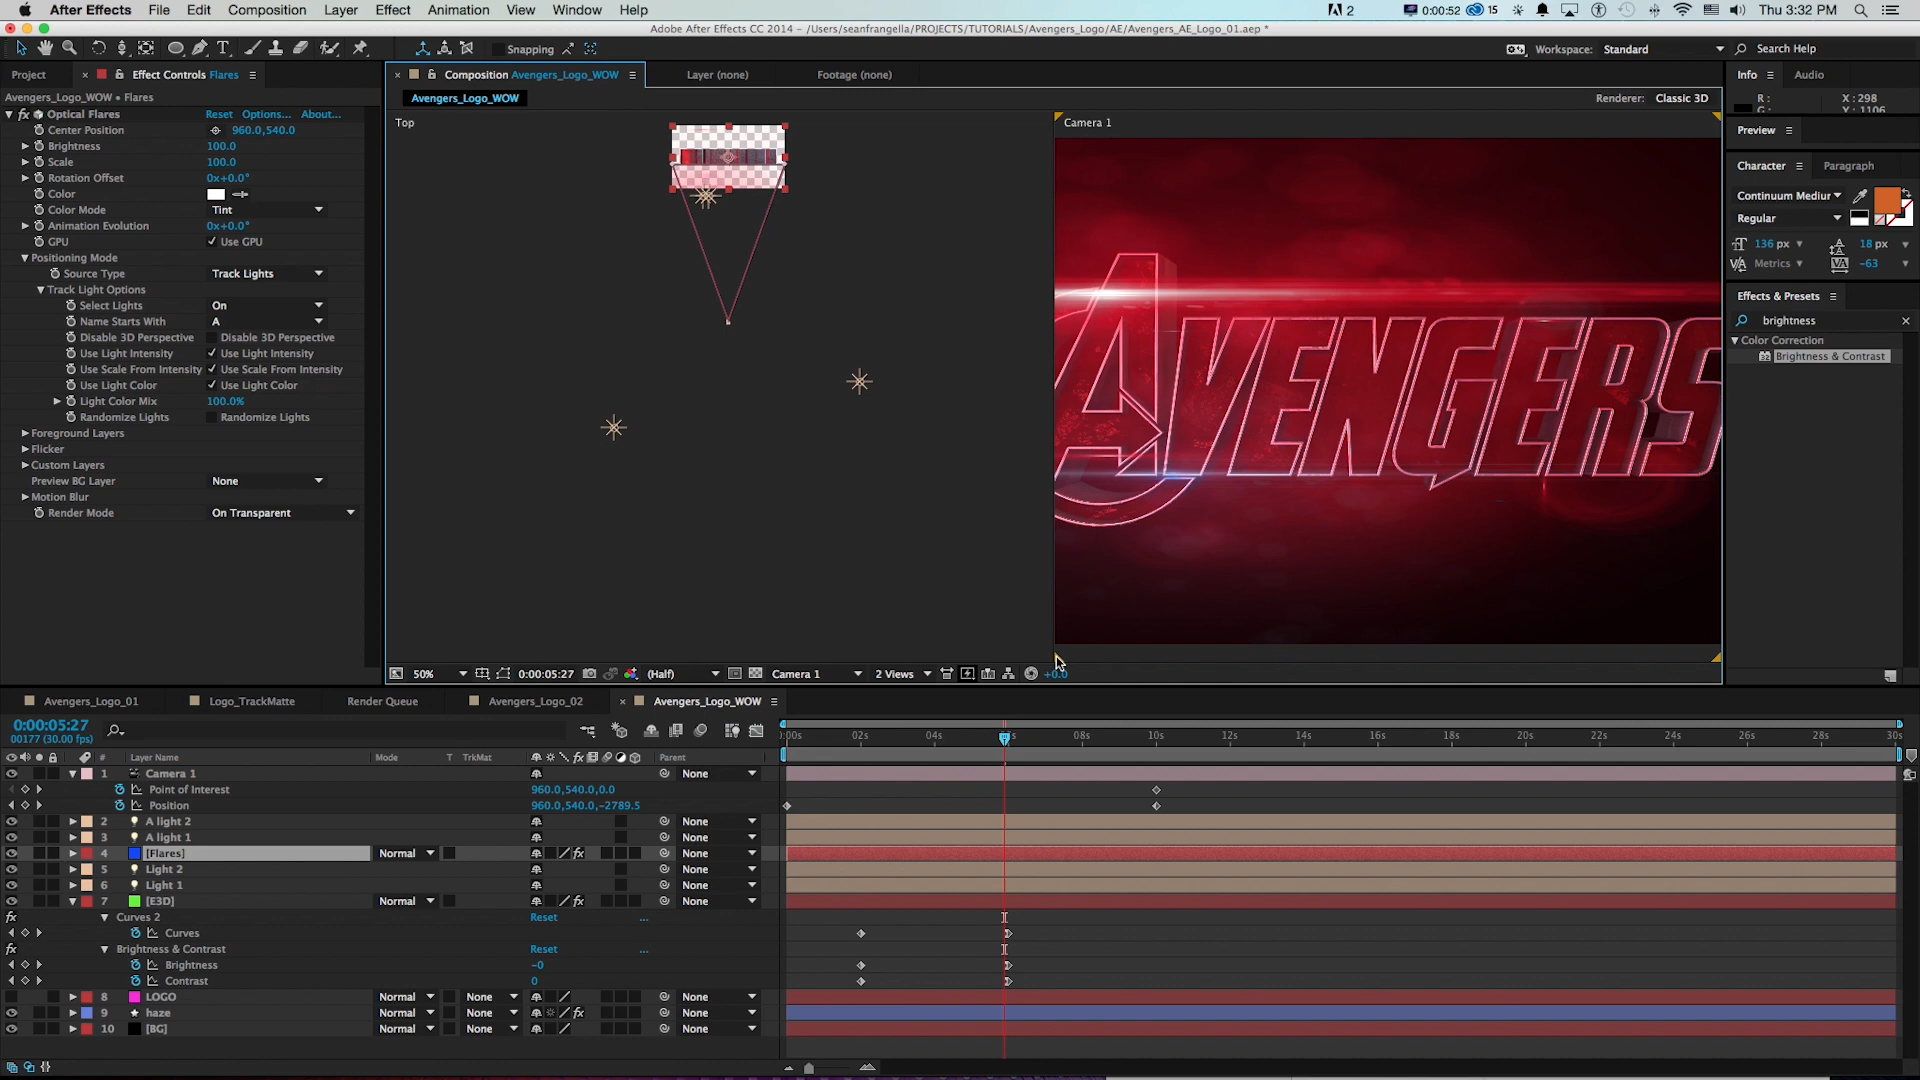 After Effects File Edit Composition Layer Effect Animation View Window Help
2 0:00:52 15 Thu 3:32 PM
Adobe After Effects CC 2014 - /Users/seanfrangella/PROJECTS/TUTORIALS/Avengers_Logo/AE/Avengers_AE_Logo_01.aep *
T Snapping Workspace: Standard Search Help
Project × Effect Controls Flares × Composition Avengers_Logo_WOW Layer (none) Footage (none) Info Audio
Avengers_Logo_WOW • Flares
Avengers_Logo_WOW Renderer: Classic 3D
R: X : 298
G: Y : 1106
fx Optical Flares Reset Options... About...
Center Position 960.0,540.0
Brightness 100.0
Scale 100.0
Rotation Offset 0x+0.0°
Color
Color Mode Tint
Animation Evolution 0x+0.0°
GPU Use GPU
Positioning Mode
Source Type Track Lights
Track Light Options
Select Lights On
Name Starts With A
Disable 3D Perspective Disable 3D Perspective
Use Light Intensity Use Light Intensity
Use Scale From Intensity Use Scale From Intensity
Use Light Color Use Light Color
Light Color Mix 100.0%
Randomize Lights Randomize Lights
Foreground Layers
Flicker
Custom Layers
Preview BG Layer None
Motion Blur
Render Mode On Transparent
Top
Camera 1
AVENGERS
Preview
Character Paragraph
Continuum Mediur
Regular
136 px 18 px
Metrics -63
Effects & Presets
brightness ×
Color Correction
Brightness & Contrast
50% 0:00:05:27 (Half) Camera 1 2 Views +0.0
Avengers_Logo_01 Logo_TrackMatte Render Queue Avengers_Logo_02 × Avengers_Logo_WOW
0:00:05:27
00177 (30.00 fps)
:00s 02s 04s 08s 10s 12s 14s 16s 18s 20s 22s 24s 26s 28s 30s
# Layer Name Mode T TrkMat fx Parent
1 Camera 1 None
Point of Interest 960.0,540.0,0.0
Position 960.0,540.0,-2789.5
2 A light 2 None
3 A light 1 None
4 [Flares] Normal fx None
5 Light 2 None
6 Light 1 None
7 [E3D] Normal fx None
fx Curves 2 Reset ...
Curves
fx Brightness & Contrast Reset ...
Brightness -0
Contrast 0
8 LOGO Normal None None
9 haze Normal None fx None
10 [BG] Normal None None